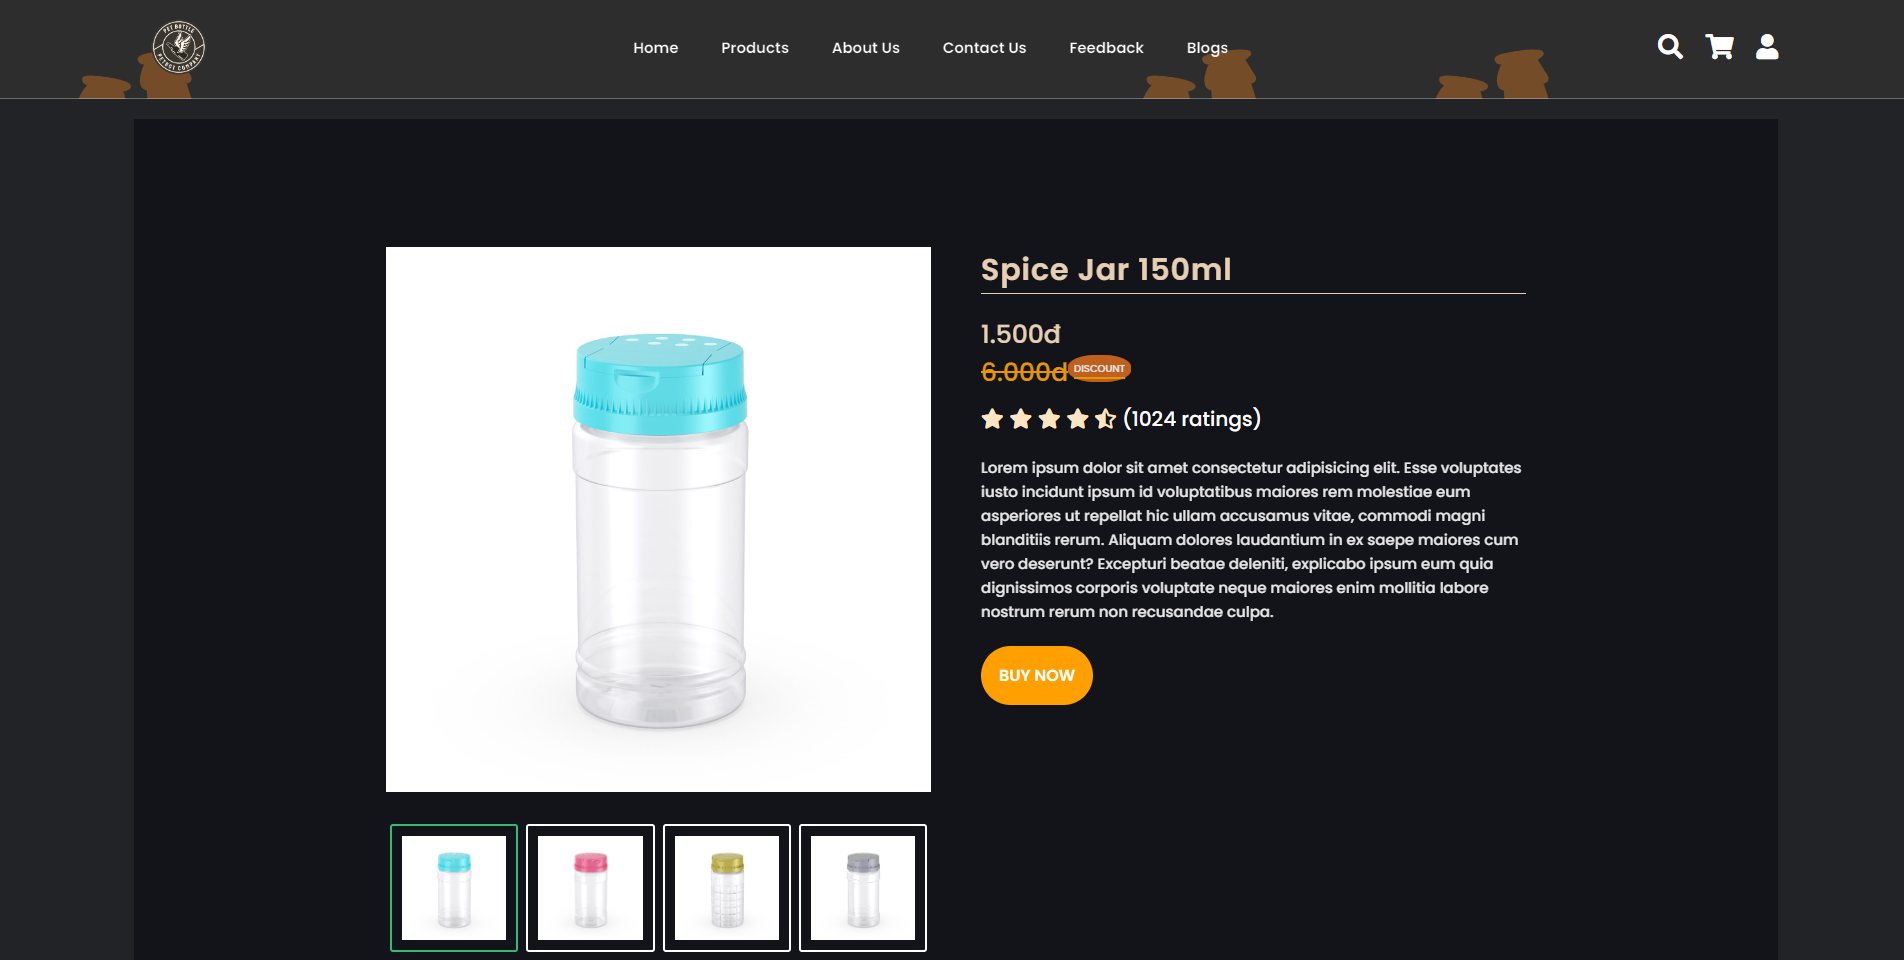 PET BOTTLE
PRODUCT COMPANY
Home Products About Us Contact Us Feedback Blogs
Spice Jar 150ml
1.500đ
6.000đ DISCOUNT
(1024 ratings)
Lorem ipsum dolor sit amet consectetur adipisicing elit. Esse voluptates
iusto incidunt ipsum id voluptatibus maiores rem molestiae eum
asperiores ut repellat hic ullam accusamus vitae, commodi magni
blanditiis rerum. Aliquam dolores laudantium in ex saepe maiores cum
vero deserunt? Excepturi beatae deleniti, explicabo ipsum eum quia
dignissimos corporis voluptate neque maiores enim mollitia labore
nostrum rerum non recusandae culpa.
BUY NOW